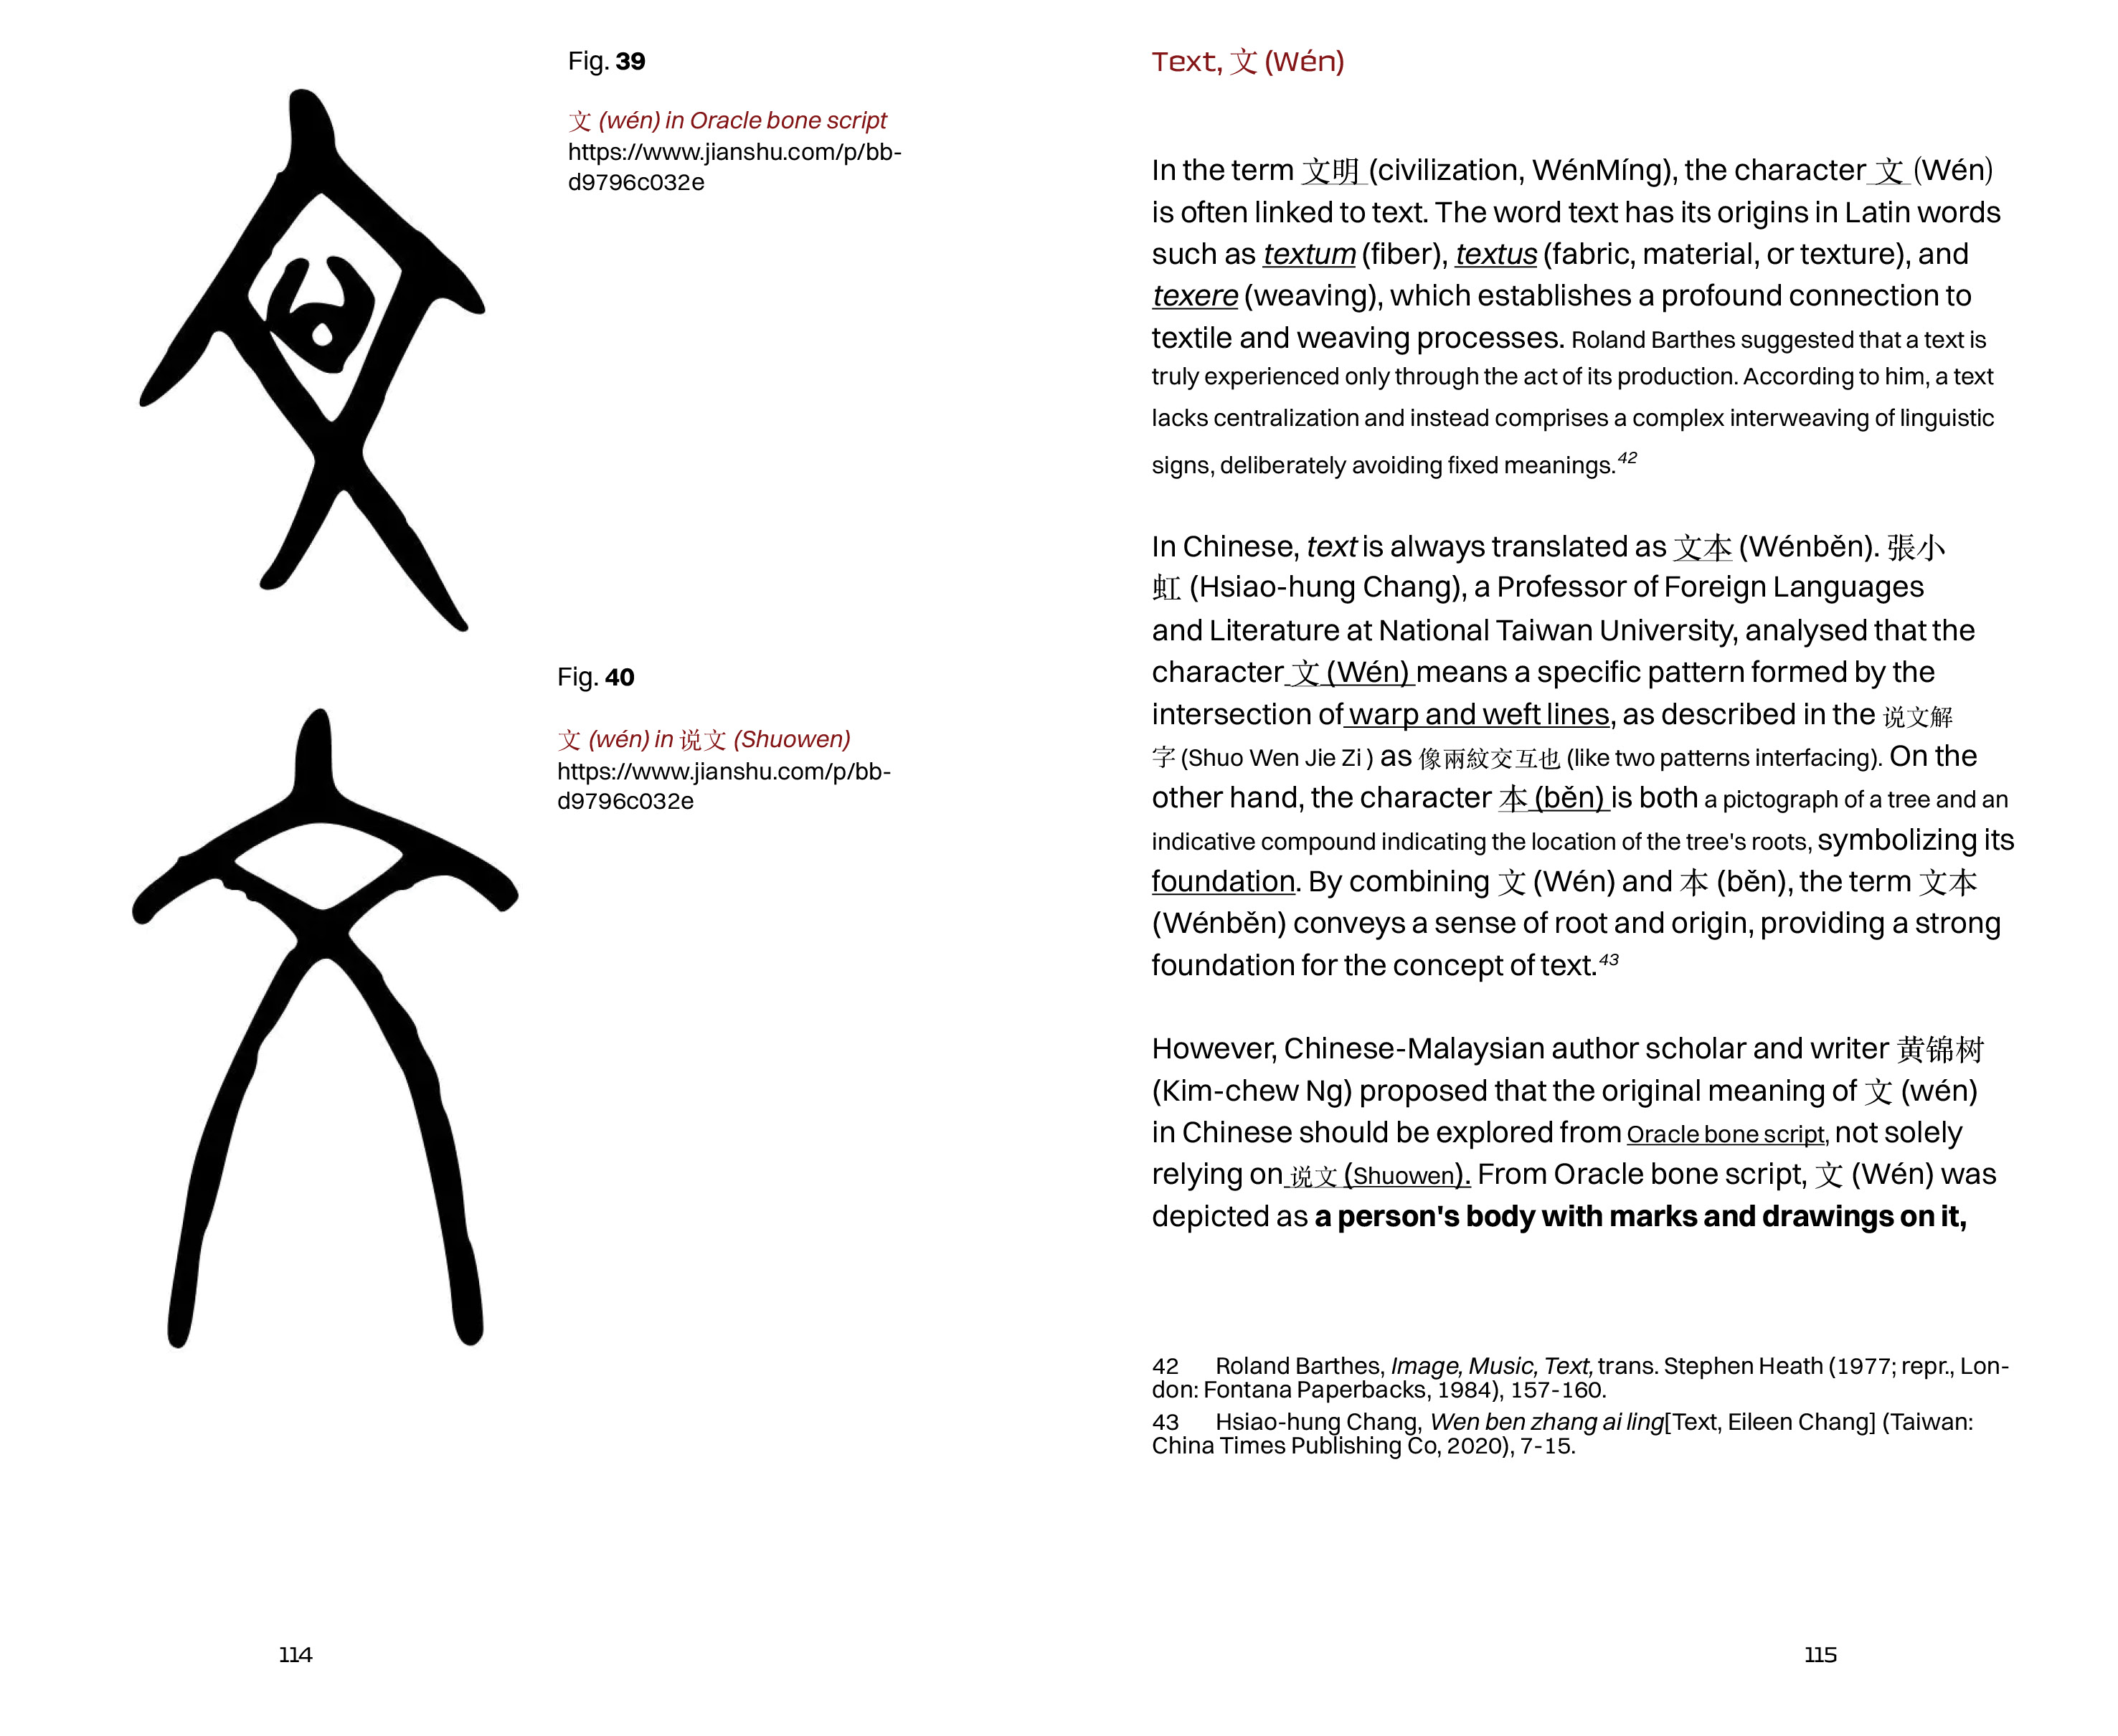 Fig. 39
文 (wén) in Oracle bone script
https://www.jianshu.com/p/bb-
d9796c032e
Fig. 40
文 (wén) in 说文 (Shuowen)
https://www.jianshu.com/p/bb-
d9796c032e
114
Text, 文 (Wén)
In the term 文明 (civilization, WénMíng), the character 文 (Wén)
is often linked to text. The word text has its origins in Latin words
such as textum (fiber), textus (fabric, material, or texture), and
texere (weaving), which establishes a profound connection to
textile and weaving processes. Roland Barthes suggested that a text is
truly experienced only through the act of its production. According to him, a text
lacks centralization and instead comprises a complex interweaving of linguistic
signs, deliberately avoiding fixed meanings.42
In Chinese, text is always translated as 文本 (Wénběn). 張小
虹 (Hsiao-hung Chang), a Professor of Foreign Languages
and Literature at National Taiwan University, analysed that the
character 文 (Wén) means a specific pattern formed by the
intersection of warp and weft lines, as described in the 说文解
字 (Shuo Wen Jie Zi ) as 像兩紋交互也 (like two patterns interfacing). On the
other hand, the character 本 (běn) is both a pictograph of a tree and an
indicative compound indicating the location of the tree's roots, symbolizing its
foundation. By combining 文 (Wén) and 本 (běn), the term 文本
(Wénběn) conveys a sense of root and origin, providing a strong
foundation for the concept of text.43
However, Chinese-Malaysian author scholar and writer 黄锦树
(Kim-chew Ng) proposed that the original meaning of 文 (wén)
in Chinese should be explored from Oracle bone script, not solely
relying on 说文 (Shuowen). From Oracle bone script, 文 (Wén) was
depicted as a person's body with marks and drawings on it,
42 Roland Barthes, Image, Music, Text, trans. Stephen Heath (1977; repr., Lon-
don: Fontana Paperbacks, 1984), 157-160.
43 Hsiao-hung Chang, Wen ben zhang ai ling[Text, Eileen Chang] (Taiwan:
China Times Publishing Co, 2020), 7-15.
115